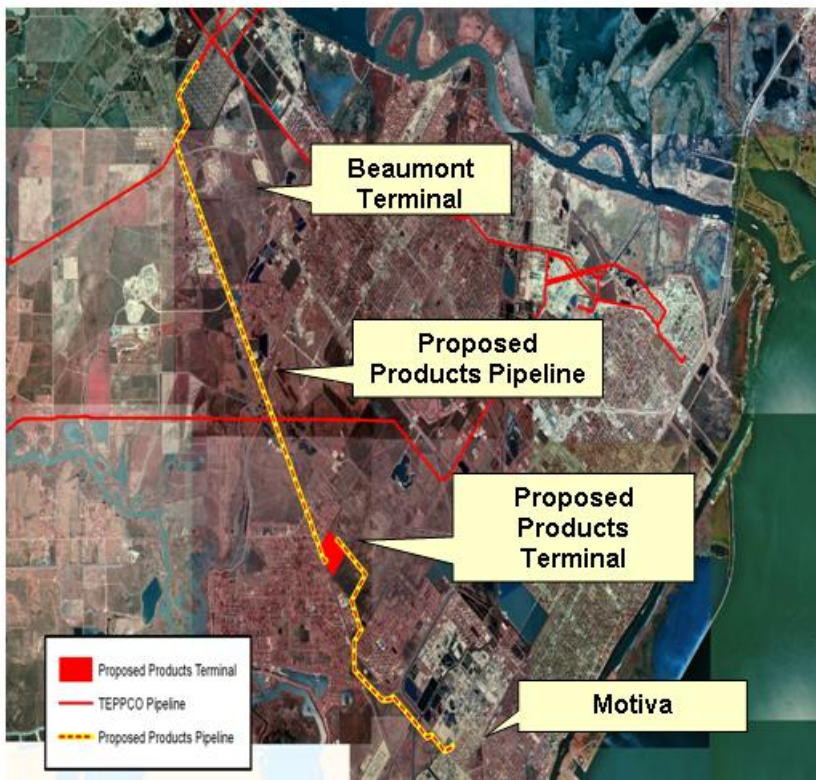 Beaumont
Terminal
Proposed
Products Pipeline
Proposed
Products
Terminal
Motiva
Proposed Products Terminal
TEPPCO Pipeline
Proposed Products Pipeline